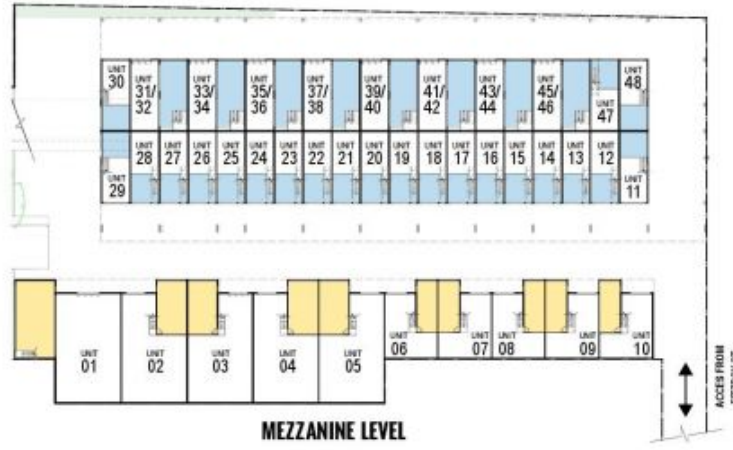 UNIT 30
UNIT 31/32
UNIT 33/34
UNIT 35/36
UNIT 37/38
UNIT 39/40
UNIT 41/42
UNIT 43/44
UNIT 45/46
UNIT 47
UNIT 48
UNIT 29
UNIT 28
UNIT 27
UNIT 26
UNIT 25
UNIT 24
UNIT 23
UNIT 22
UNIT 21
UNIT 20
UNIT 19
UNIT 18
UNIT 17
UNIT 16
UNIT 15
UNIT 14
UNIT 13
UNIT 12
UNIT 11
UNIT 01
UNIT 02
UNIT 03
UNIT 04
UNIT 05
UNIT 06
UNIT 07
UNIT 08
UNIT 09
UNIT 10
ACCES FROM
MEZZANINE LEVEL